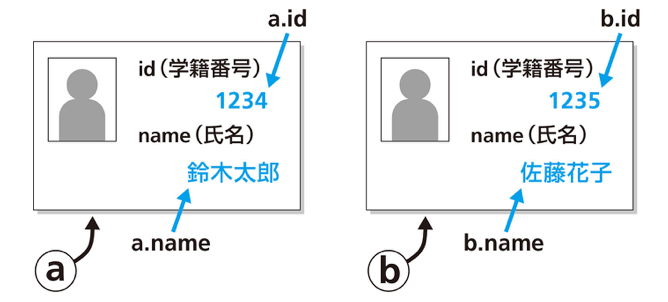 a.id
id（学籍番号）
1234
name（氏名）
鈴木太郎
a.name
a
b.id
id（学籍番号）
1235
name（氏名）
佐藤花子
b.name
b